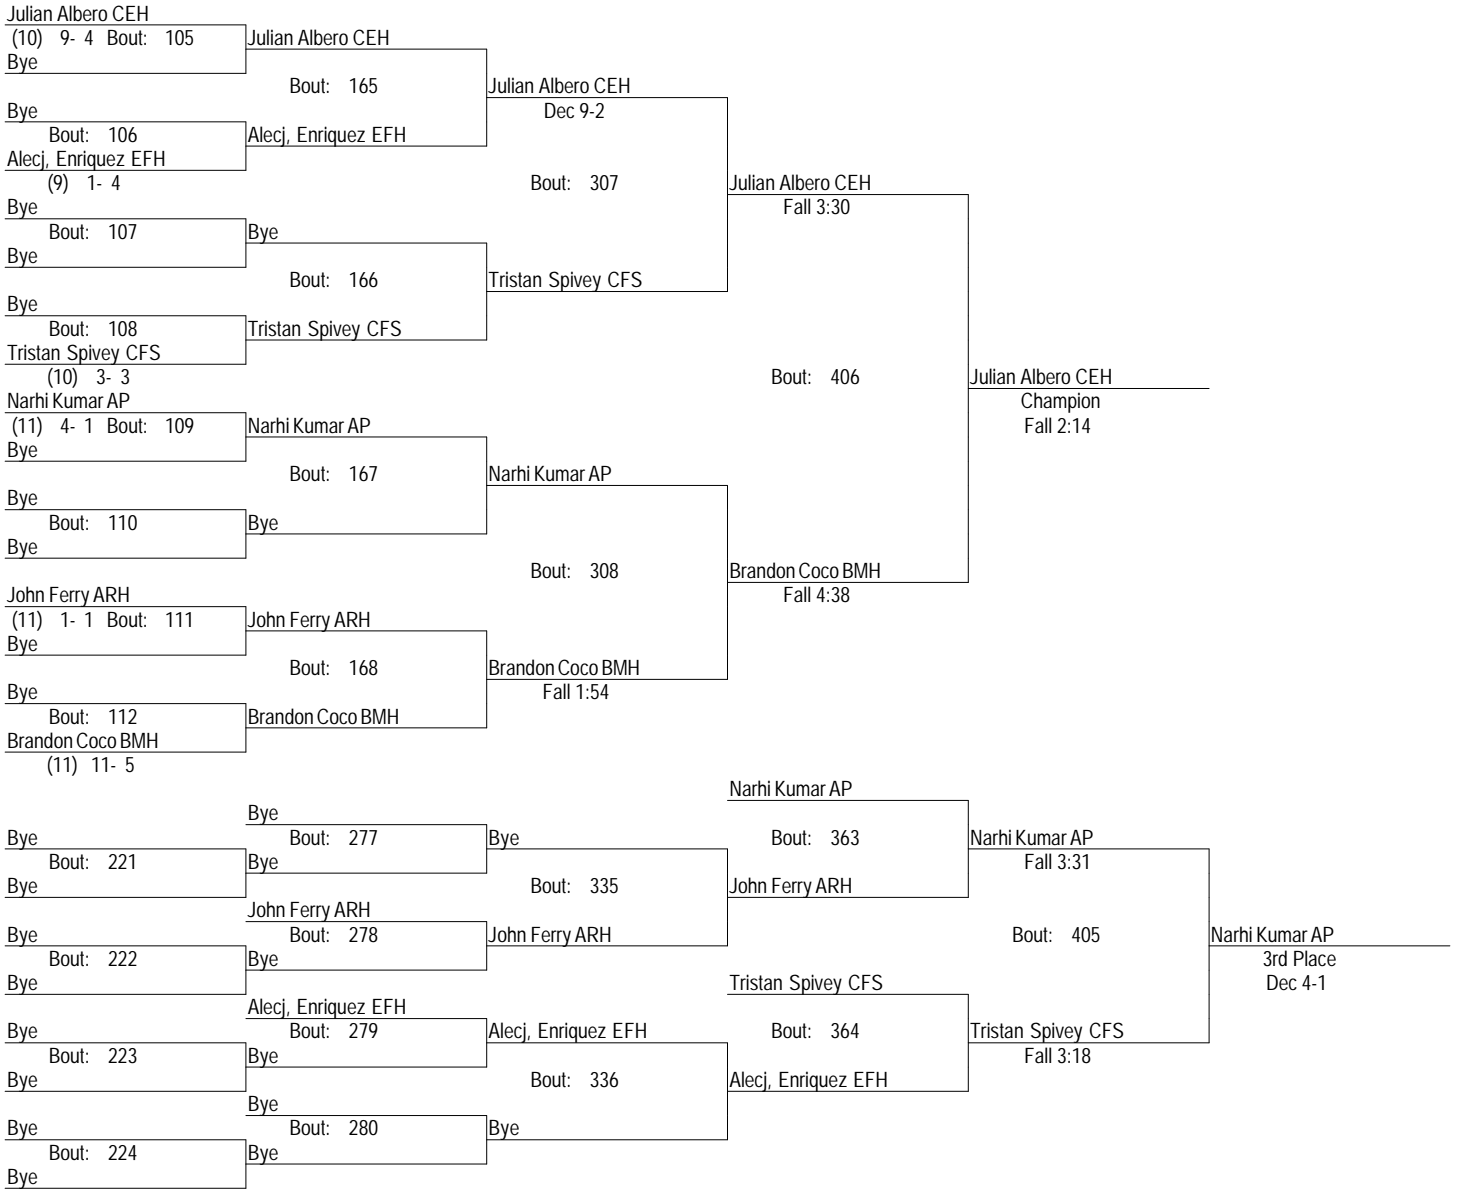 Julian Albero CEH
(10) 9- 4 Bout: 105 Julian Albero CEH
Bye
Bout: 165 Julian Albero CEH
Bye Dec 9-2
Bout: 106 Alecj, Enriquez EFH
Alecj, Enriquez EFH
(9) 1- 4 Bout: 307 Julian Albero CEH
Bye Fall 3:30
Bout: 107 Bye
Bye
Bout: 166 Tristan Spivey CFS
Bye
Bout: 108 Tristan Spivey CFS
Tristan Spivey CFS
(10) 3- 3 Bout: 406 Julian Albero CEH
Narhi Kumar AP Champion
(11) 4- 1 Bout: 109 Narhi Kumar AP Fall 2:14
Bye
Bout: 167 Narhi Kumar AP
Bye
Bout: 110 Bye
Bye
Bout: 308 Brandon Coco BMH
John Ferry ARH Fall 4:38
(11) 1- 1 Bout: 111 John Ferry ARH
Bye
Bout: 168 Brandon Coco BMH
Bye Fall 1:54
Bout: 112 Brandon Coco BMH
Brandon Coco BMH
(11) 11- 5
Narhi Kumar AP
Bye
Bye Bout: 277 Bye Bout: 363 Narhi Kumar AP
Bout: 221 Bye Fall 3:31
Bye Bout: 335 John Ferry ARH
John Ferry ARH
Bye Bout: 278 John Ferry ARH Bout: 405 Narhi Kumar AP
Bout: 222 Bye 3rd Place
Bye Tristan Spivey CFS Dec 4-1
Alecj, Enriquez EFH
Bye Bout: 279 Alecj, Enriquez EFH Bout: 364 Tristan Spivey CFS
Bout: 223 Bye Fall 3:18
Bye Bout: 336 Alecj, Enriquez EFH
Bye
Bye Bout: 280 Bye
Bout: 224 Bye
Bye